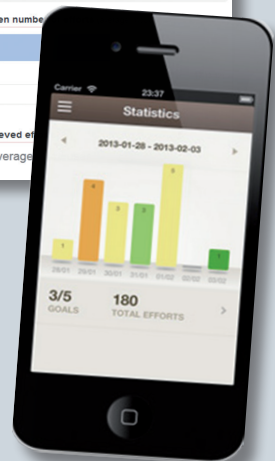 en numbe
eved ef
verage
Carrier 23:37
Statistics
2013-01-28 - 2013-02-03
1 4 3 3 1
28/01 29/01 30/01 31/01 01/02 02/02 03/02
3/5 180
GOALS TOTAL EFFORTS